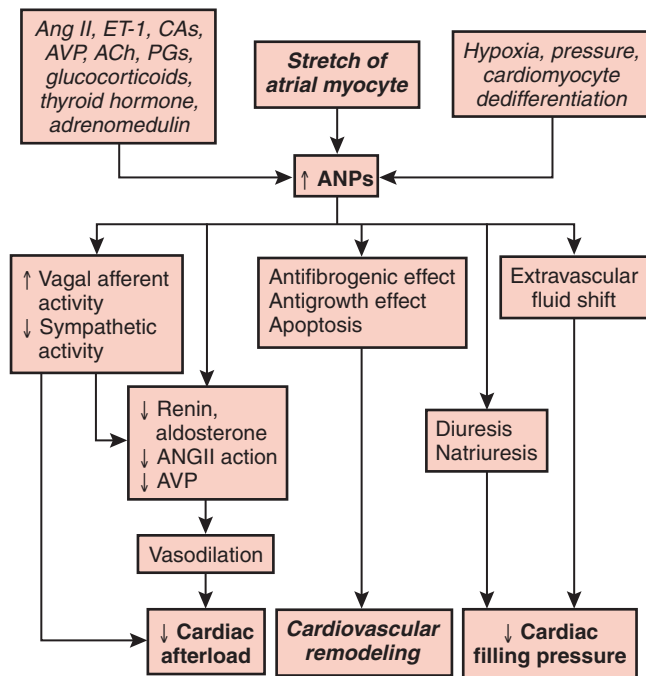 Ang II, ET-1, CAs,
AVP, ACh, PGs,
glucocorticoids,
thyroid hormone,
adrenomedulin
Stretch of
atrial myocyte
Hypoxia, pressure,
cardiomyocyte
dedifferentiation
↑ ANPs
↑ Vagal afferent
activity
↓ Sympathetic
activity
Antifibrogenic effect
Antigrowth effect
Apoptosis
Extravascular
fluid shift
↓ Renin,
aldosterone
↓ ANGII action
↓ AVP
Diuresis
Natriuresis
Vasodilation
↓ Cardiac
afterload
Cardiovascular
remodeling
↓ Cardiac
filling pressure